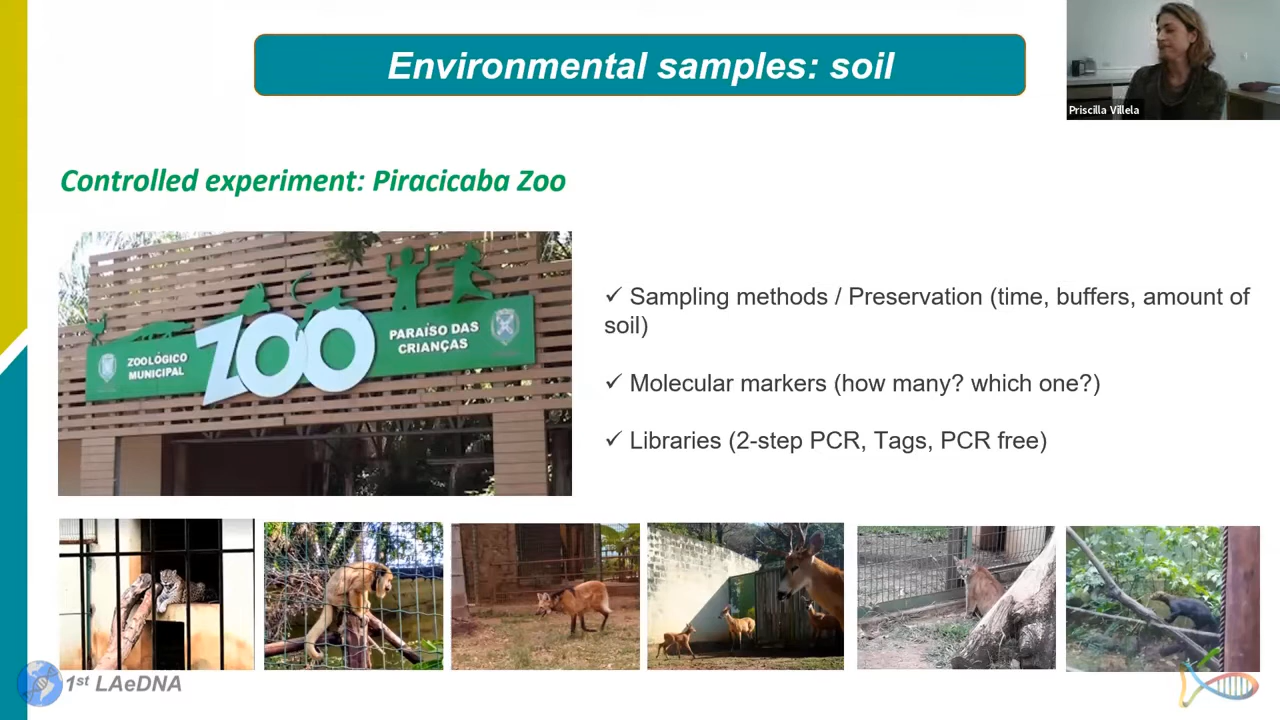 Environmental samples: soil
Priscilla Villela
Controlled experiment: Piracicaba Zoo
ZOOLÓGICO
MUNICIPAL
ZOO
PARAÍSO DAS
CRIANÇAS
✓ Sampling methods / Preservation (time, buffers, amount of
soil)
✓ Molecular markers (how many? which one?)
✓ Libraries (2-step PCR, Tags, PCR free)
1st LAeDNA